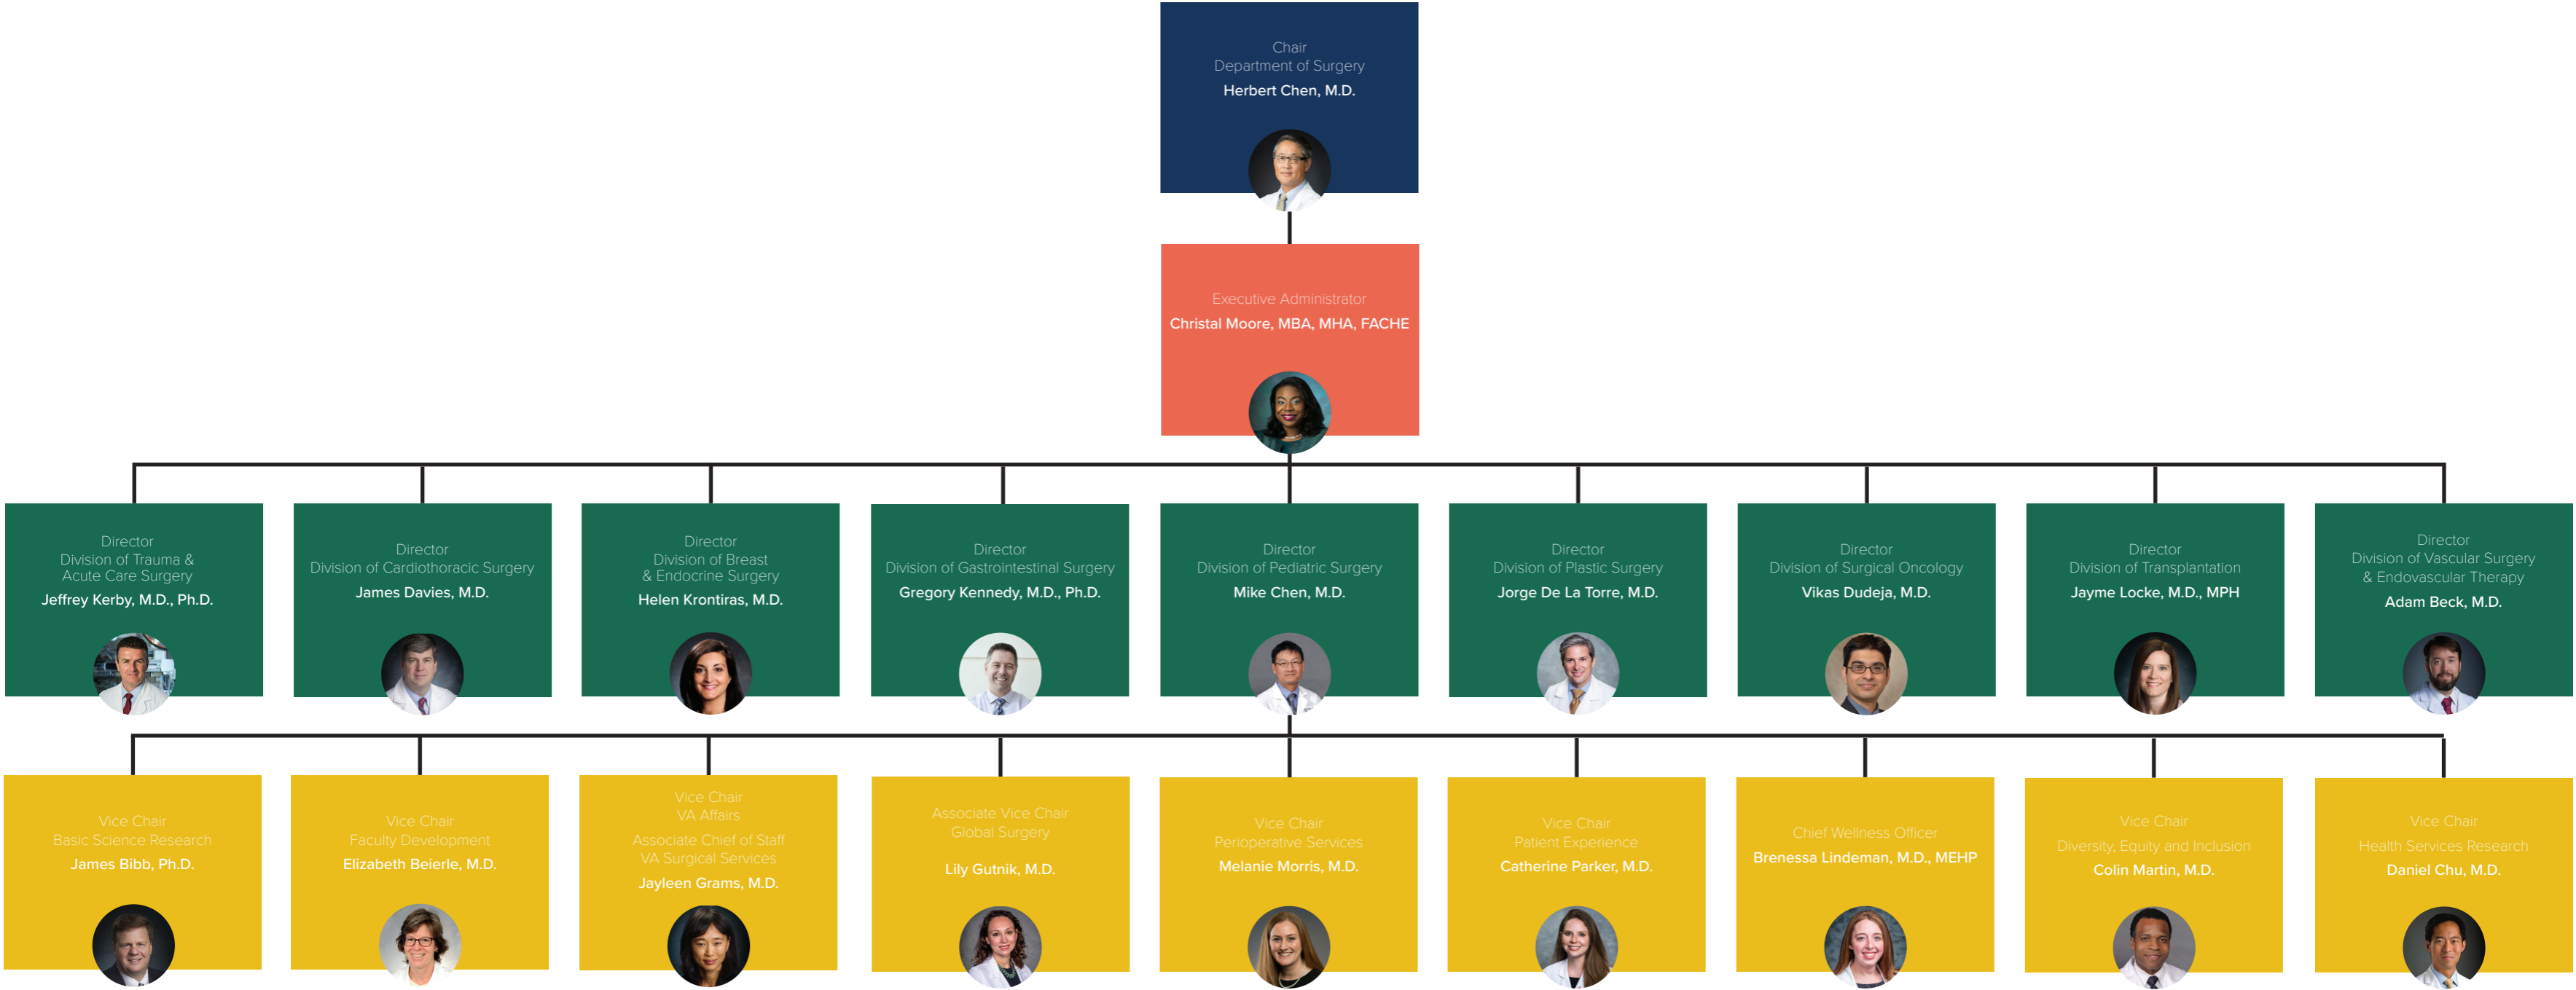 Chair
Department of Surgery
Herbert Chen, M.D.
Executive Administrator
Christal Moore, MBA, MHA, FACHE
Director
Division of Trauma &
Acute Care Surgery
Jeffrey Kerby, M.D., Ph.D.
Director
Division of Cardiothoracic Surgery
James Davies, M.D.
Director
Division of Breast
& Endocrine Surgery
Helen Krontiras, M.D.
Director
Division of Gastrointestinal Surgery
Gregory Kennedy, M.D., Ph.D.
Director
Division of Pediatric Surgery
Mike Chen, M.D.
Director
Division of Plastic Surgery
Jorge De La Torre, M.D.
Director
Division of Surgical Oncology
Vikas Dudeja, M.D.
Director
Division of Transplantation
Jayme Locke, M.D., MPH
Director
Division of Vascular Surgery
& Endovascular Therapy
Adam Beck, M.D.
Vice Chair
Basic Science Research
James Bibb, Ph.D.
Vice Chair
Faculty Development
Elizabeth Beierle, M.D.
Vice Chair
VA Affairs
Associate Chief of Staff
VA Surgical Services
Jayleen Grams, M.D.
Associate Vice Chair
Global Surgery
Lily Gutnik, M.D.
Vice Chair
Perioperative Services
Melanie Morris, M.D.
Vice Chair
Patient Experience
Catherine Parker, M.D.
Chief Wellness Officer
Brenessa Lindeman, M.D., MEHP
Vice Chair
Diversity, Equity and Inclusion
Colin Martin, M.D.
Vice Chair
Health Services Research
Daniel Chu, M.D.